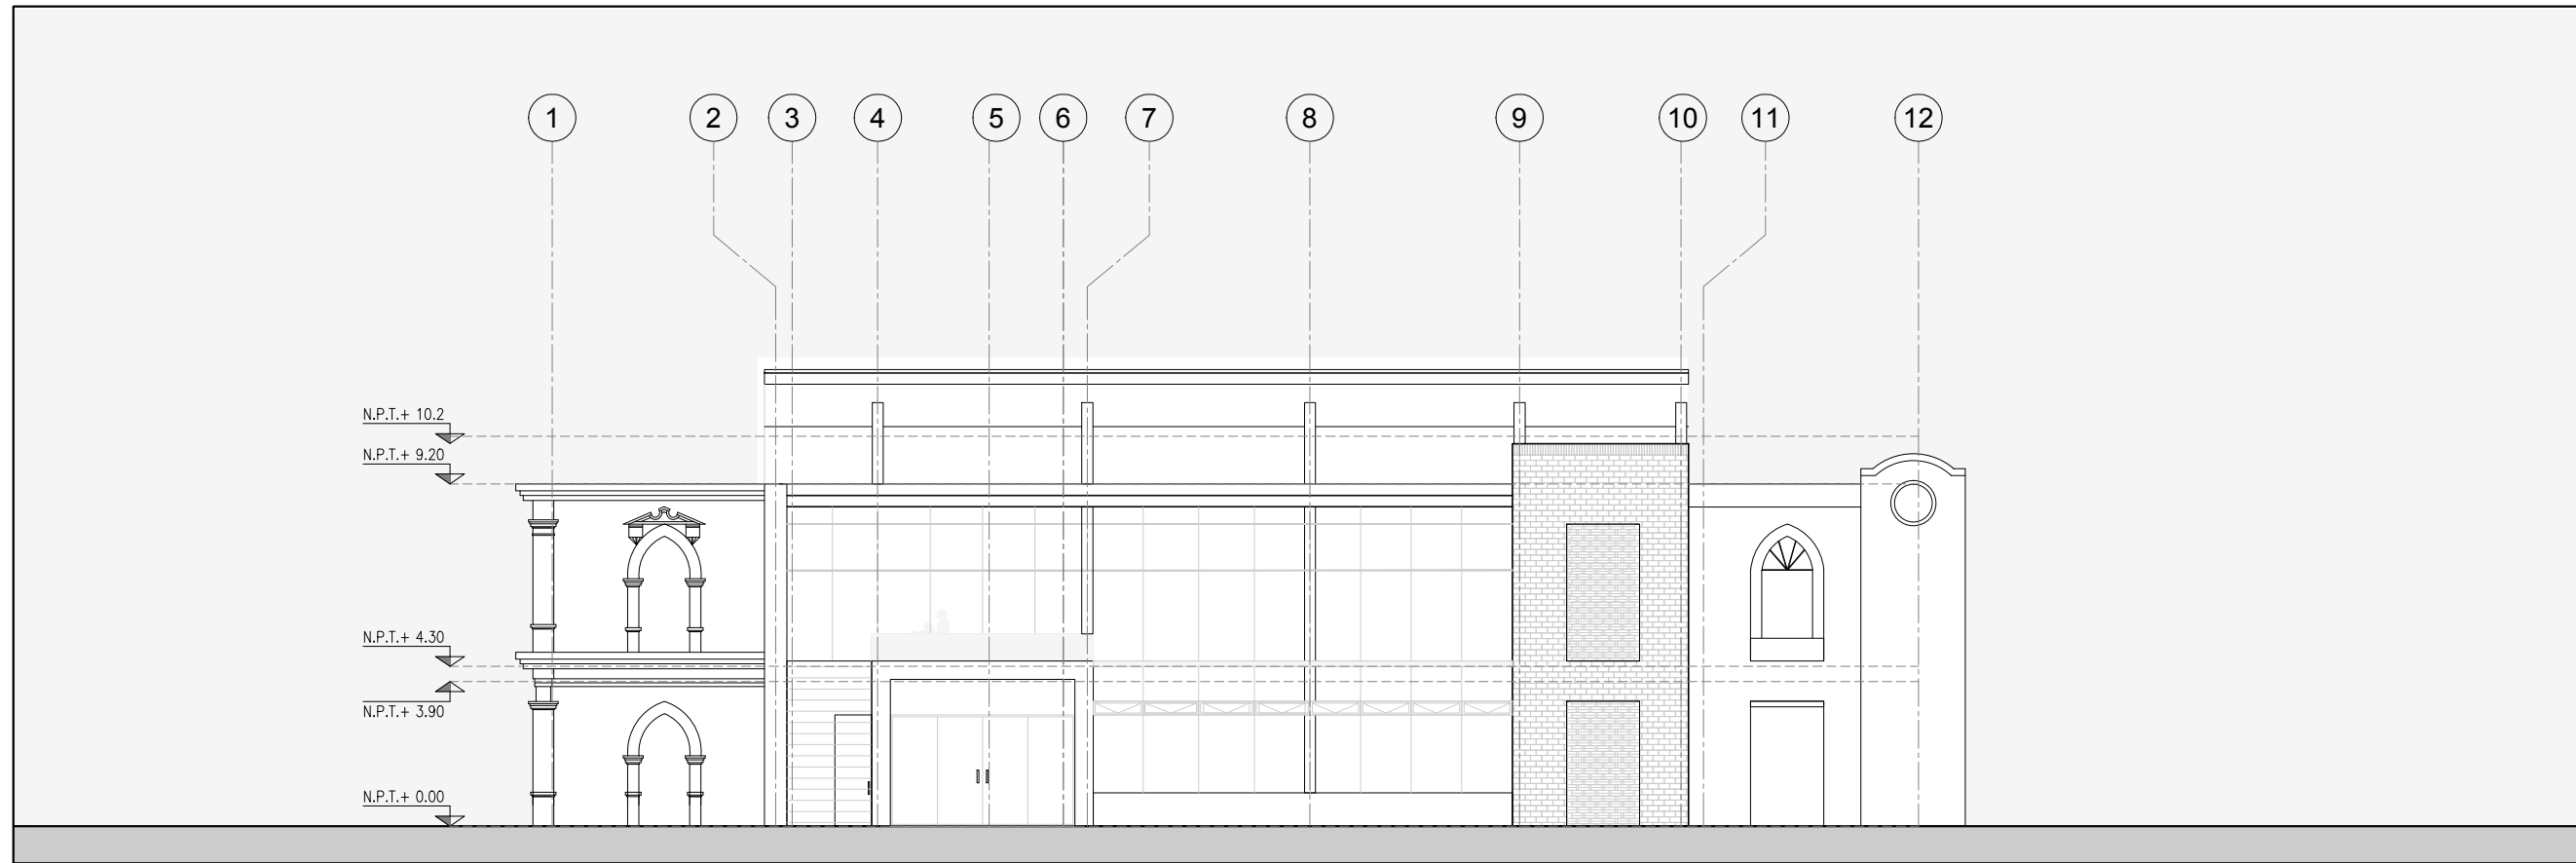 1 2 3 4 5 6 7 8 9 10 11 12
N.P.T.+ 10.2
N.P.T.+ 9.20
N.P.T.+ 4.30
N.P.T.+ 3.90
N.P.T.+ 0.00